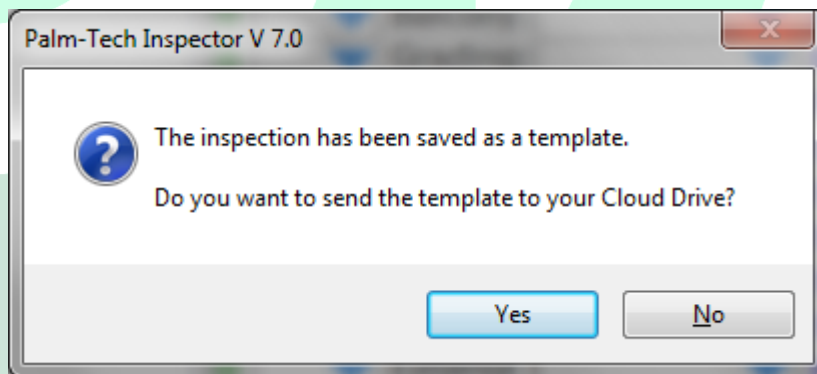 Palm-Tech Inspector V 7.0
The inspection has been saved as a template.
Do you want to send the template to your Cloud Drive?
Yes
No